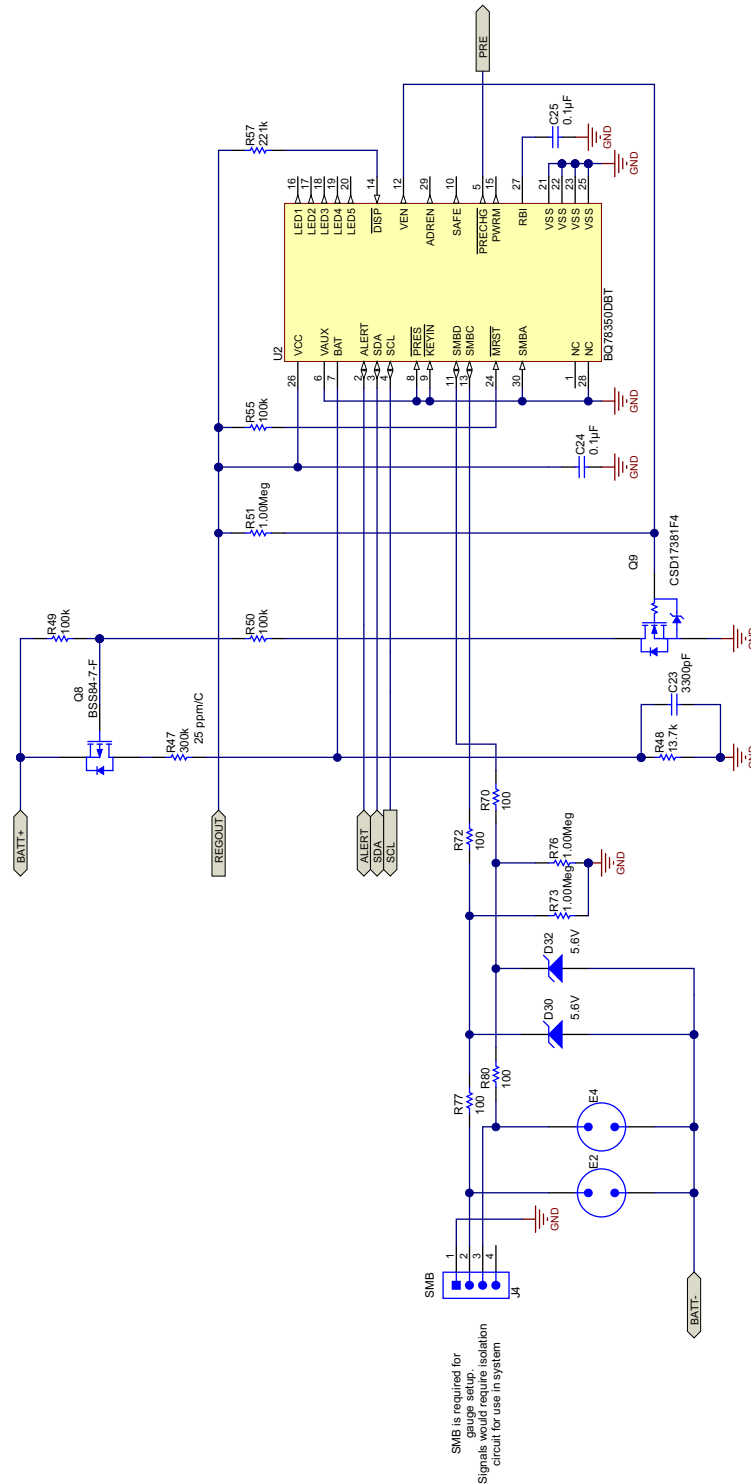 SMB is required for
gauge setup.
Signals would require isolation
circuit for use in system
SMB
J4
1
2
3
4
GND
BATT-
E2
E4
R77
100
R80
100
D30
5.6V
D32
5.6V
R73
1.00Meg
R76
1.00Meg
GND
R72
100
R70
100
BATT+
REGOUT
ALERT
SDA
SCL
Q8
BSS84-7-F
R49
100k
R47
300k
25 ppm/C
R48
13.7k
C23
3300pF
GND
R50
100k
Q9
CSD17381F4
GND
R51
1.00Meg
R55
100k
C24
0.1µF
GND
GND
U2
BQ78350DBT
26
VCC
6
VAUX
7
BAT
2
ALERT
3
SDA
4
SCL
8
PRES
9
KEYIN
11
SMBD
13
SMBC
24
MRST
30
SMBA
1
NC
28
NC
LED1
16
LED2
17
LED3
18
LED4
19
LED5
20
DISP
14
VEN
12
ADREN
29
SAFE
10
PRECHG
5
PWRM
15
RBI
27
VSS
21
VSS
22
VSS
23
VSS
25
R57
221k
C25
0.1µF
GND
GND
PRE